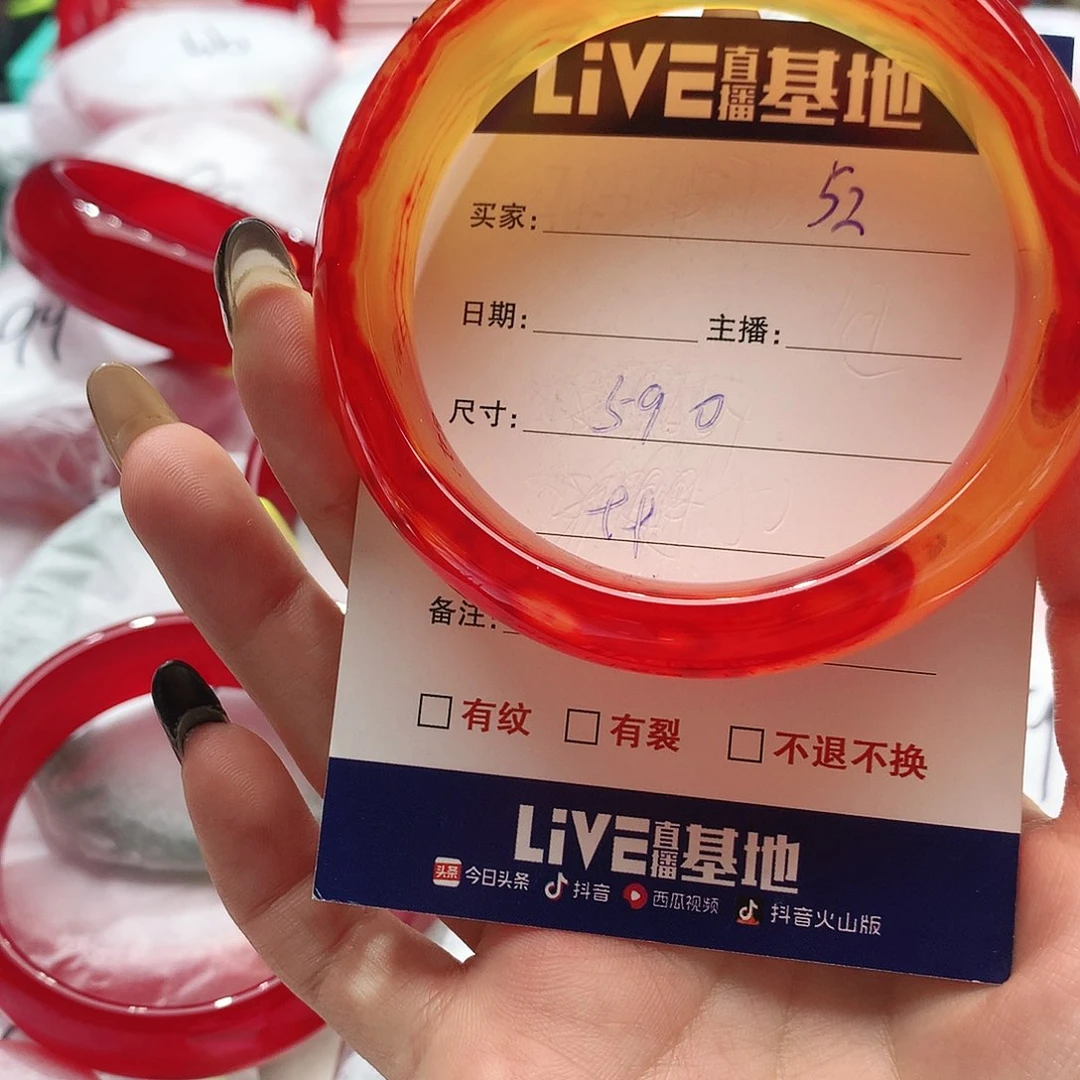 LiVE直播基地
买家: 52
日期: 主播:
尺寸: 59.0
备注:
有纹 有裂 不退不换
LiVE直播基地
头条 今日头条 抖音 西瓜视频 抖音火山版